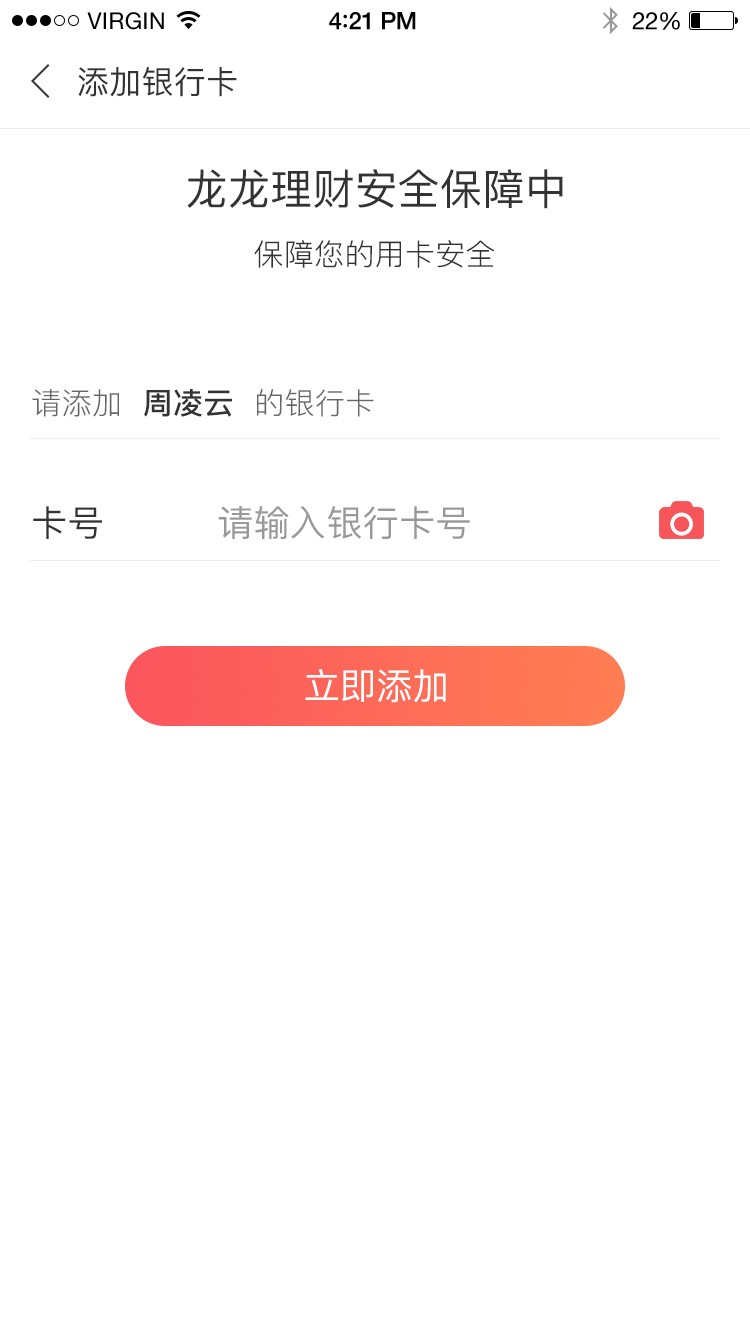 VIRGIN 4:21 PM 22%
添加银行卡
龙龙理财安全保障中
保障您的用卡安全
请添加 周凌云 的银行卡
卡号 请输入银行卡号
立即添加